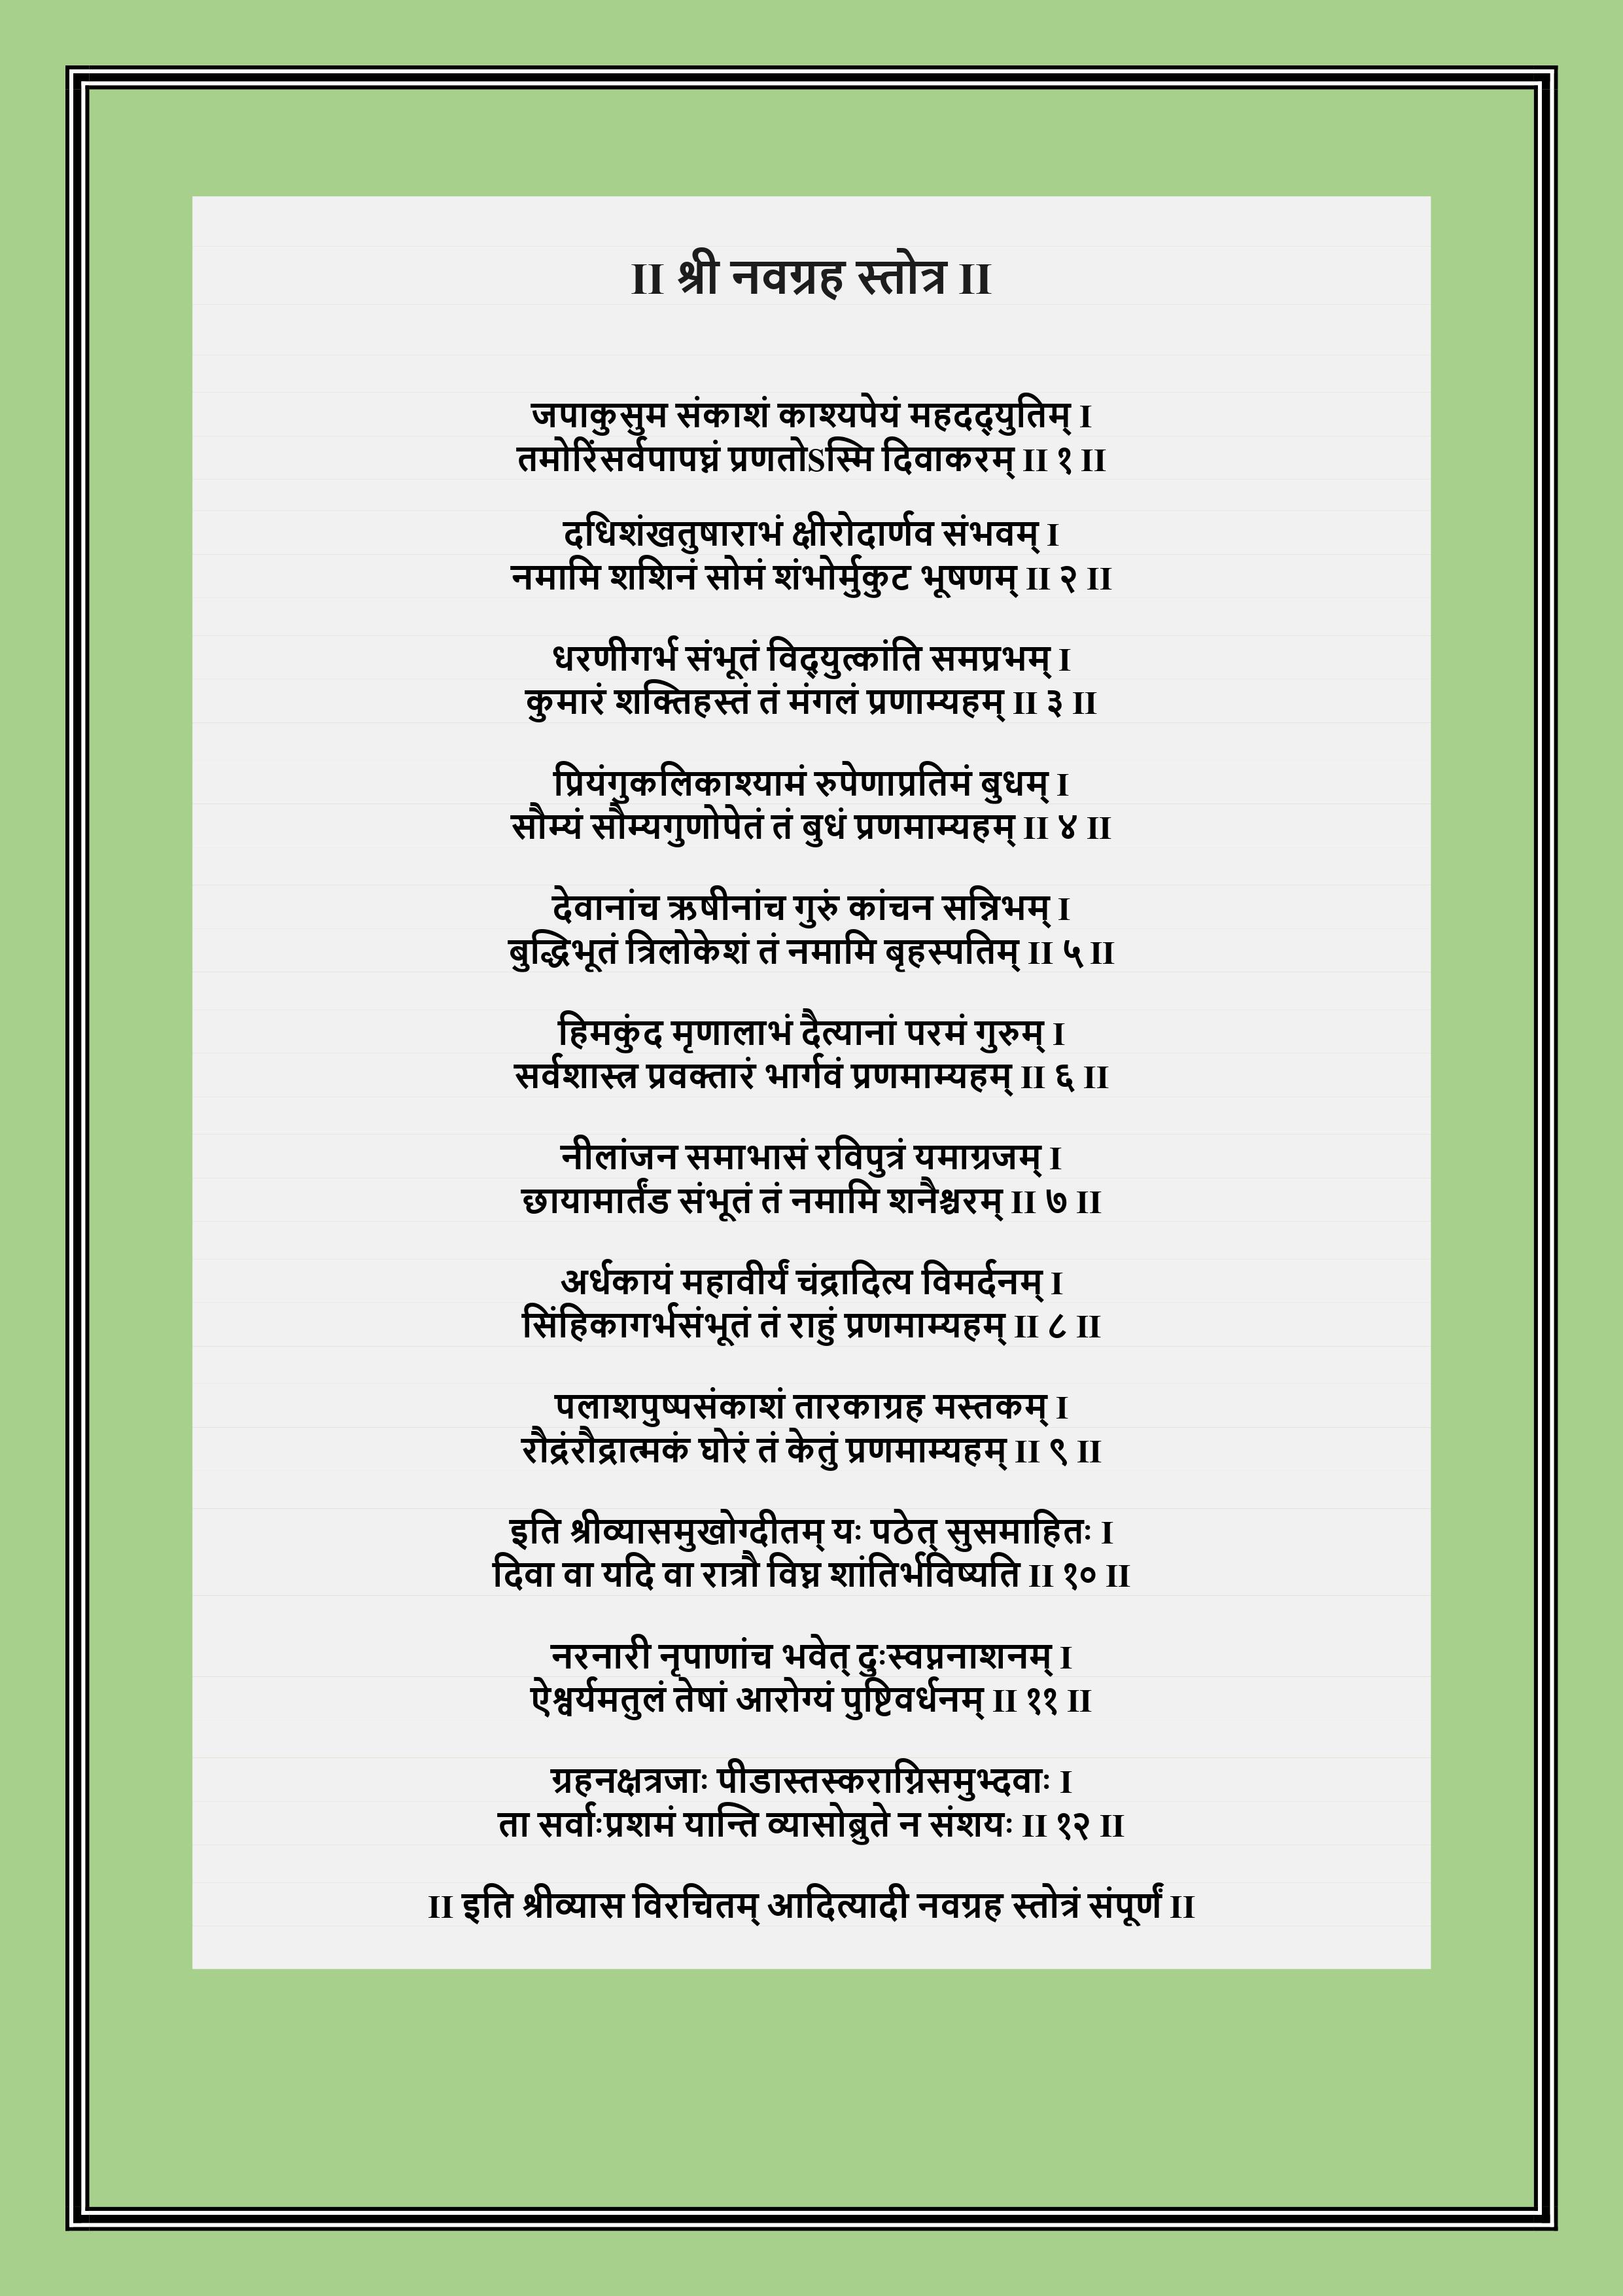 II श्री नवग्रह स्तोत्र II
जपाकुसुम संकाशं काश्यपेयं महदद्युतिम् I
तमोरिंसर्वपापघ्नं प्रणतोSस्मि दिवाकरम् II १ II
दधिशंखतुषाराभं क्षीरोदार्णव संभवम् I
नमामि शशिनं सोमं शंभोर्मुकुट भूषणम् II २ II
धरणीगर्भ संभूतं विद्युत्कांति समप्रभम् I
कुमारं शक्तिहस्तं तं मंगलं प्रणाम्यहम् II ३ II
प्रियंगुकलिकाश्यामं रुपेणाप्रतिमं बुधम् I
सौम्यं सौम्यगुणोपेतं तं बुधं प्रणमाम्यहम् II ४ II
देवानांच ऋषीनांच गुरुं कांचन सन्निभम् I
बुद्धिभूतं त्रिलोकेशं तं नमामि बृहस्पतिम् II ५ II
हिमकुंद मृणालाभं दैत्यानां परमं गुरुम् I
सर्वशास्त्र प्रवक्तारं भार्गवं प्रणमाम्यहम् II ६ II
नीलांजन समाभासं रविपुत्रं यमाग्रजम् I
छायामार्तंड संभूतं तं नमामि शनैश्चरम् II ७ II
अर्धकायं महावीर्यं चंद्रादित्य विमर्दनम् I
सिंहिकागर्भसंभूतं तं राहुं प्रणमाम्यहम् II ८ II
पलाशपुष्पसंकाशं तारकाग्रह मस्तकम् I
रौद्रंरौद्रात्मकं घोरं तं केतुं प्रणमाम्यहम् II ९ II
इति श्रीव्यासमुखोग्दीतम् यः पठेत् सुसमाहितः I
दिवा वा यदि वा रात्रौ विघ्न शांतिर्भविष्यति II १० II
नरनारी नृपाणांच भवेत् दुःस्वप्ननाशनम् I
ऐश्वर्यमतुलं तेषां आरोग्यं पुष्टिवर्धनम् II ११ II
ग्रहनक्षत्रजाः पीडास्तस्कराग्निसमुभ्दवाः I
ता सर्वाःप्रशमं यान्ति व्यासोब्रुते न संशयः II १२ II
II इति श्रीव्यास विरचितम् आदित्यादी नवग्रह स्तोत्रं संपूर्णं II